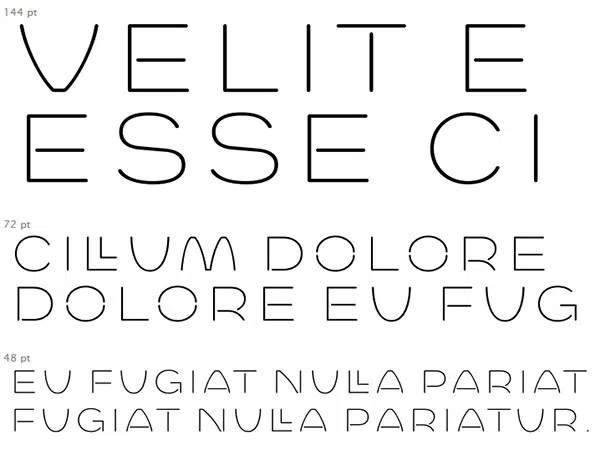 144 pt
VELIT E
ESSE CI
72 pt
CILLUM DOLORE
DOLORE EU FUG
48 pt
EU FUGIAT NULLA PARIAT
FUGIAT NULLA PARIATUR.